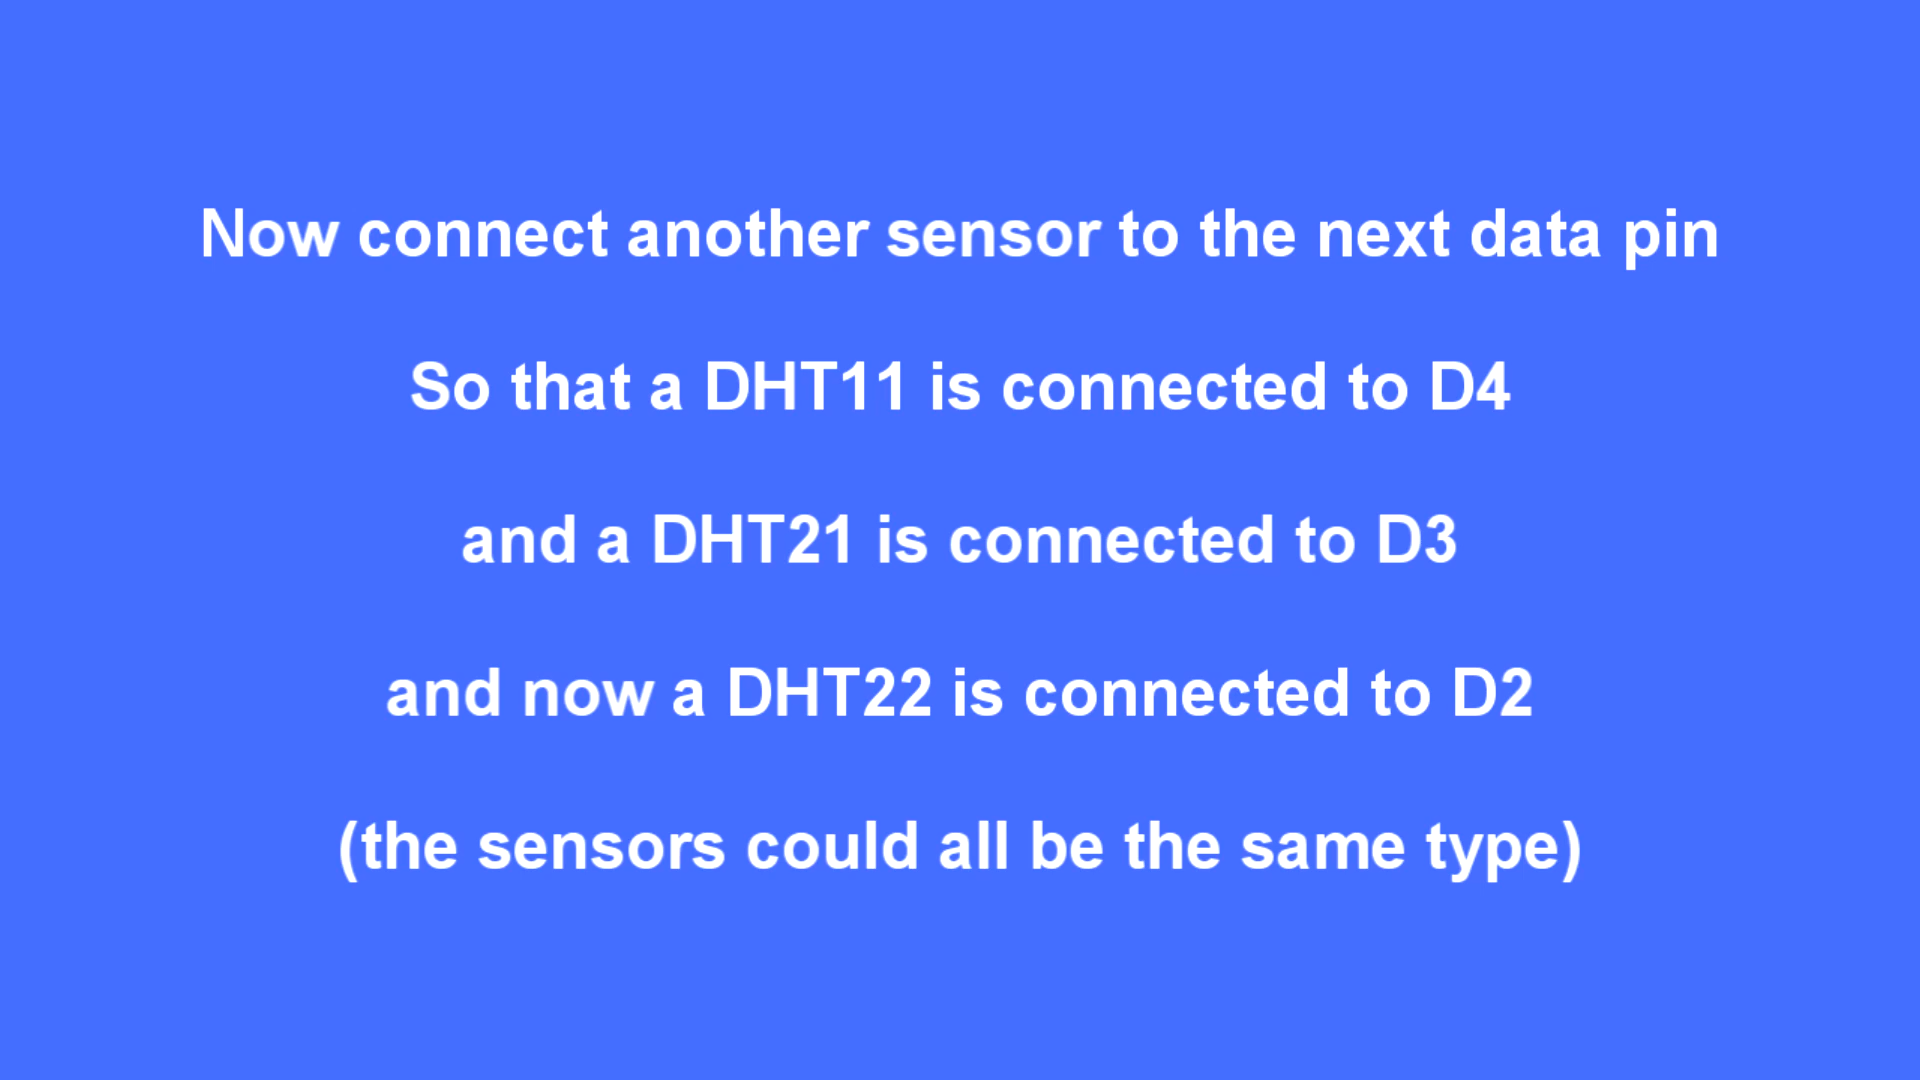 Now connect another sensor to the next data pin
So that a DHT11 is connected to D4
and a DHT21 is connected to D3
and now a DHT22 is connected to D2
(the sensors could all be the same type)